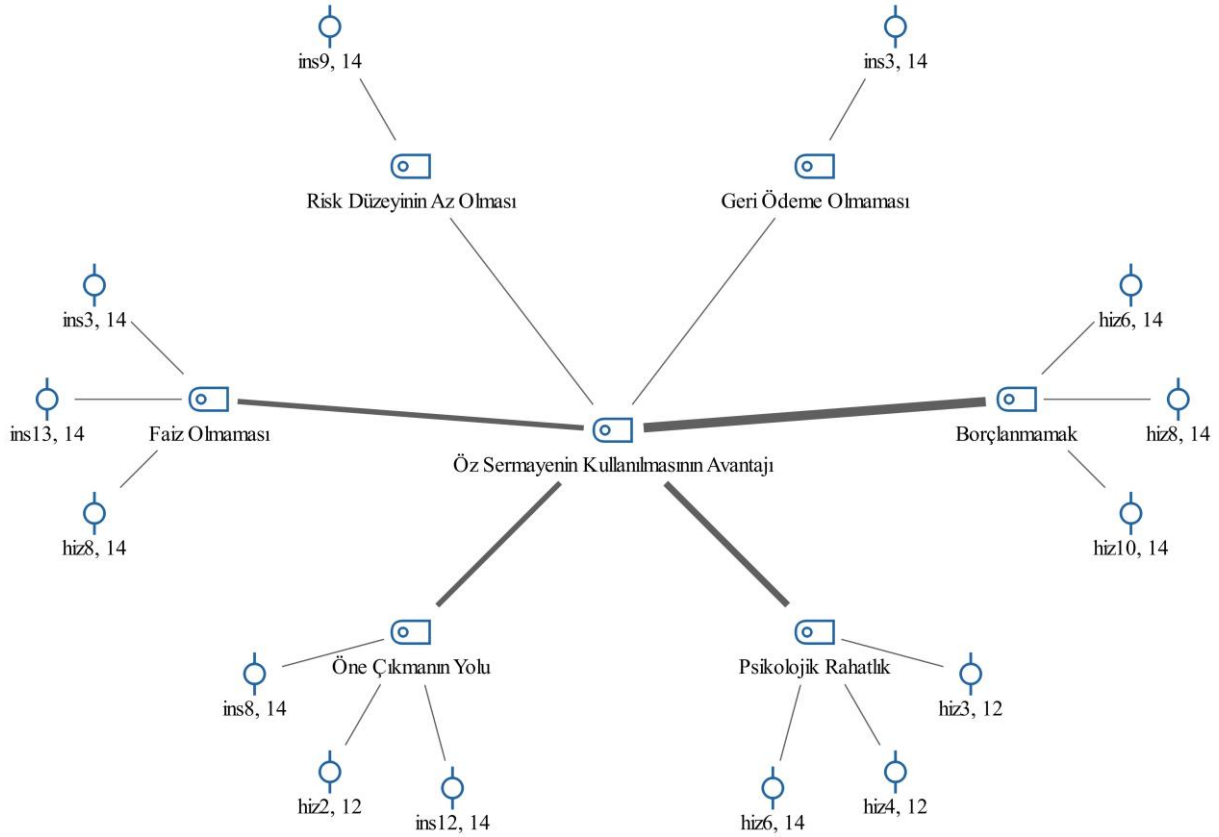 ins9, 14
ins3, 14
Risk Düzeyinin Az Olması
Geri Ödeme Olmaması
ins3, 14
hiz6, 14
ins13, 14
Faiz Olmaması
Öz Sermayenin Kullanılmasının Avantajı
Borçlanmamak
hiz8, 14
hiz8, 14
hiz10, 14
Öne Çıkmanın Yolu
Psikolojik Rahatlık
ins8, 14
hiz3, 12
hiz2, 12
ins12, 14
hiz6, 14
hiz4, 12